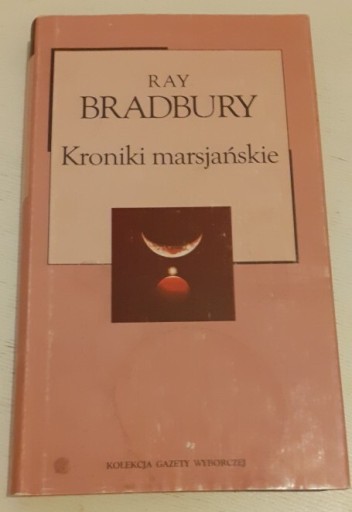 RAY
BRADBURY
Kroniki marsjańskie
KOLEKCJA GAZETY WYBORCZEJ